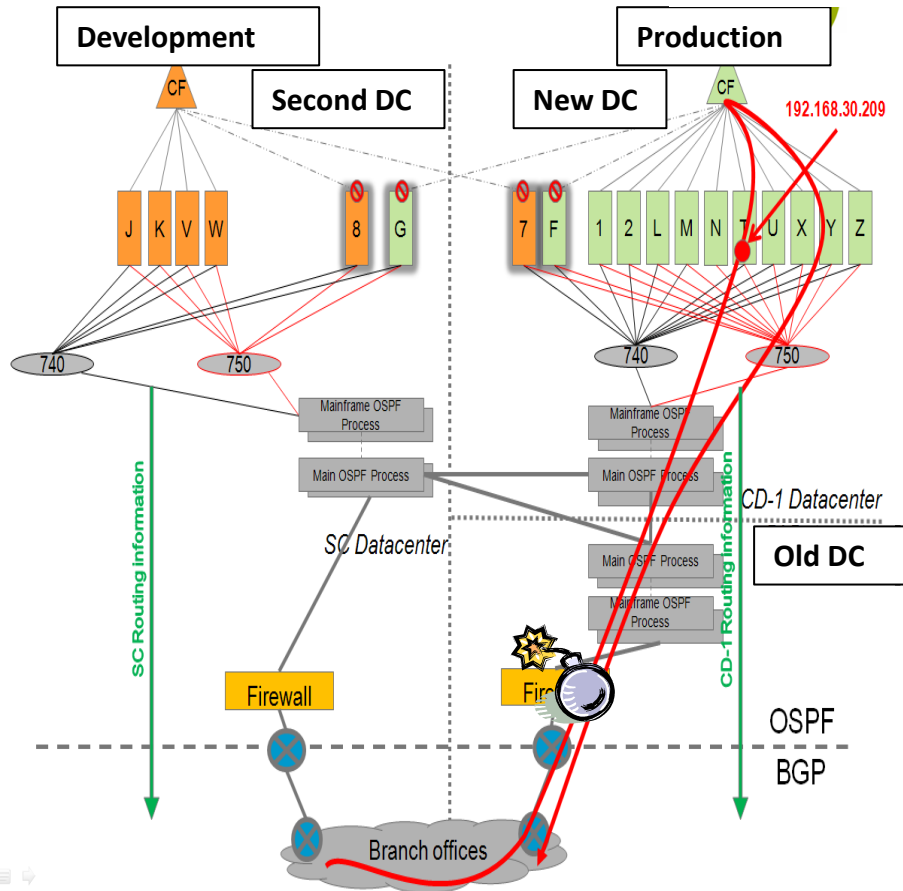 Development
Production
CF
CF
Second DC
New DC
192.168.30.209
J
K
V
W
8
G
7
F
1
2
L
M
N
T
U
X
Y
Z
740
750
740
750
Mainframe OSPF
Process
Mainframe OSPF
Process
Main OSPF Process
Main OSPF Process
CD-1 Datacenter
SC Datacenter
SC Routing information
CD-1 Routing information
Main OSPF Process
Old DC
Mainframe OSPF
Process
Firewall
OSPF
BGP
Branch offices